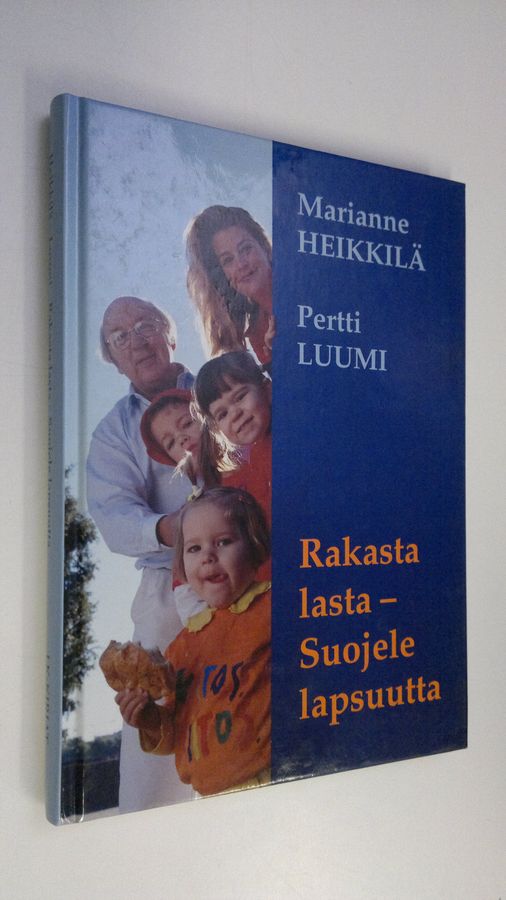 Marianne
HEIKKILÄ
Pertti
LUUMI
Rakasta
lasta –
Suojele
lapsuutta